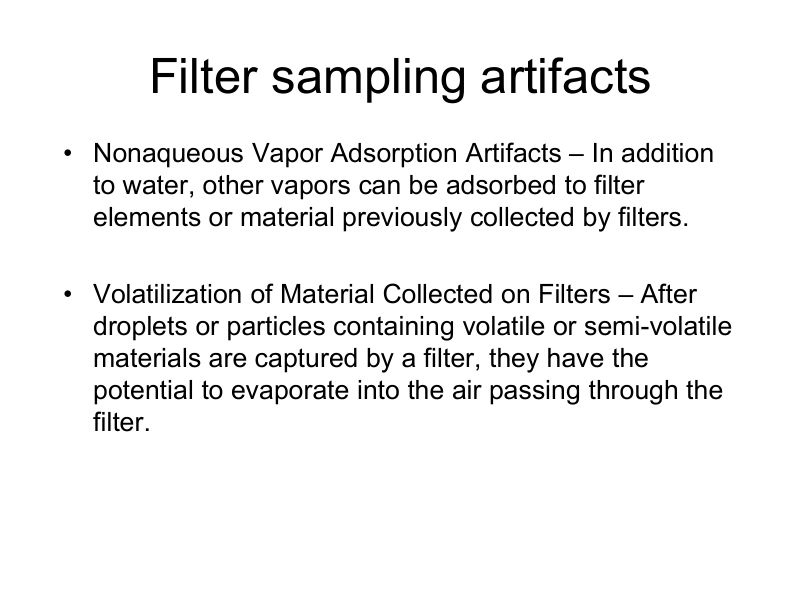 Filter sampling artifacts
• Nonaqueous Vapor Adsorption Artifacts – In addition
to water, other vapors can be adsorbed to filter
elements or material previously collected by filters.
• Volatilization of Material Collected on Filters – After
droplets or particles containing volatile or semi-volatile
materials are captured by a filter, they have the
potential to evaporate into the air passing through the
filter.